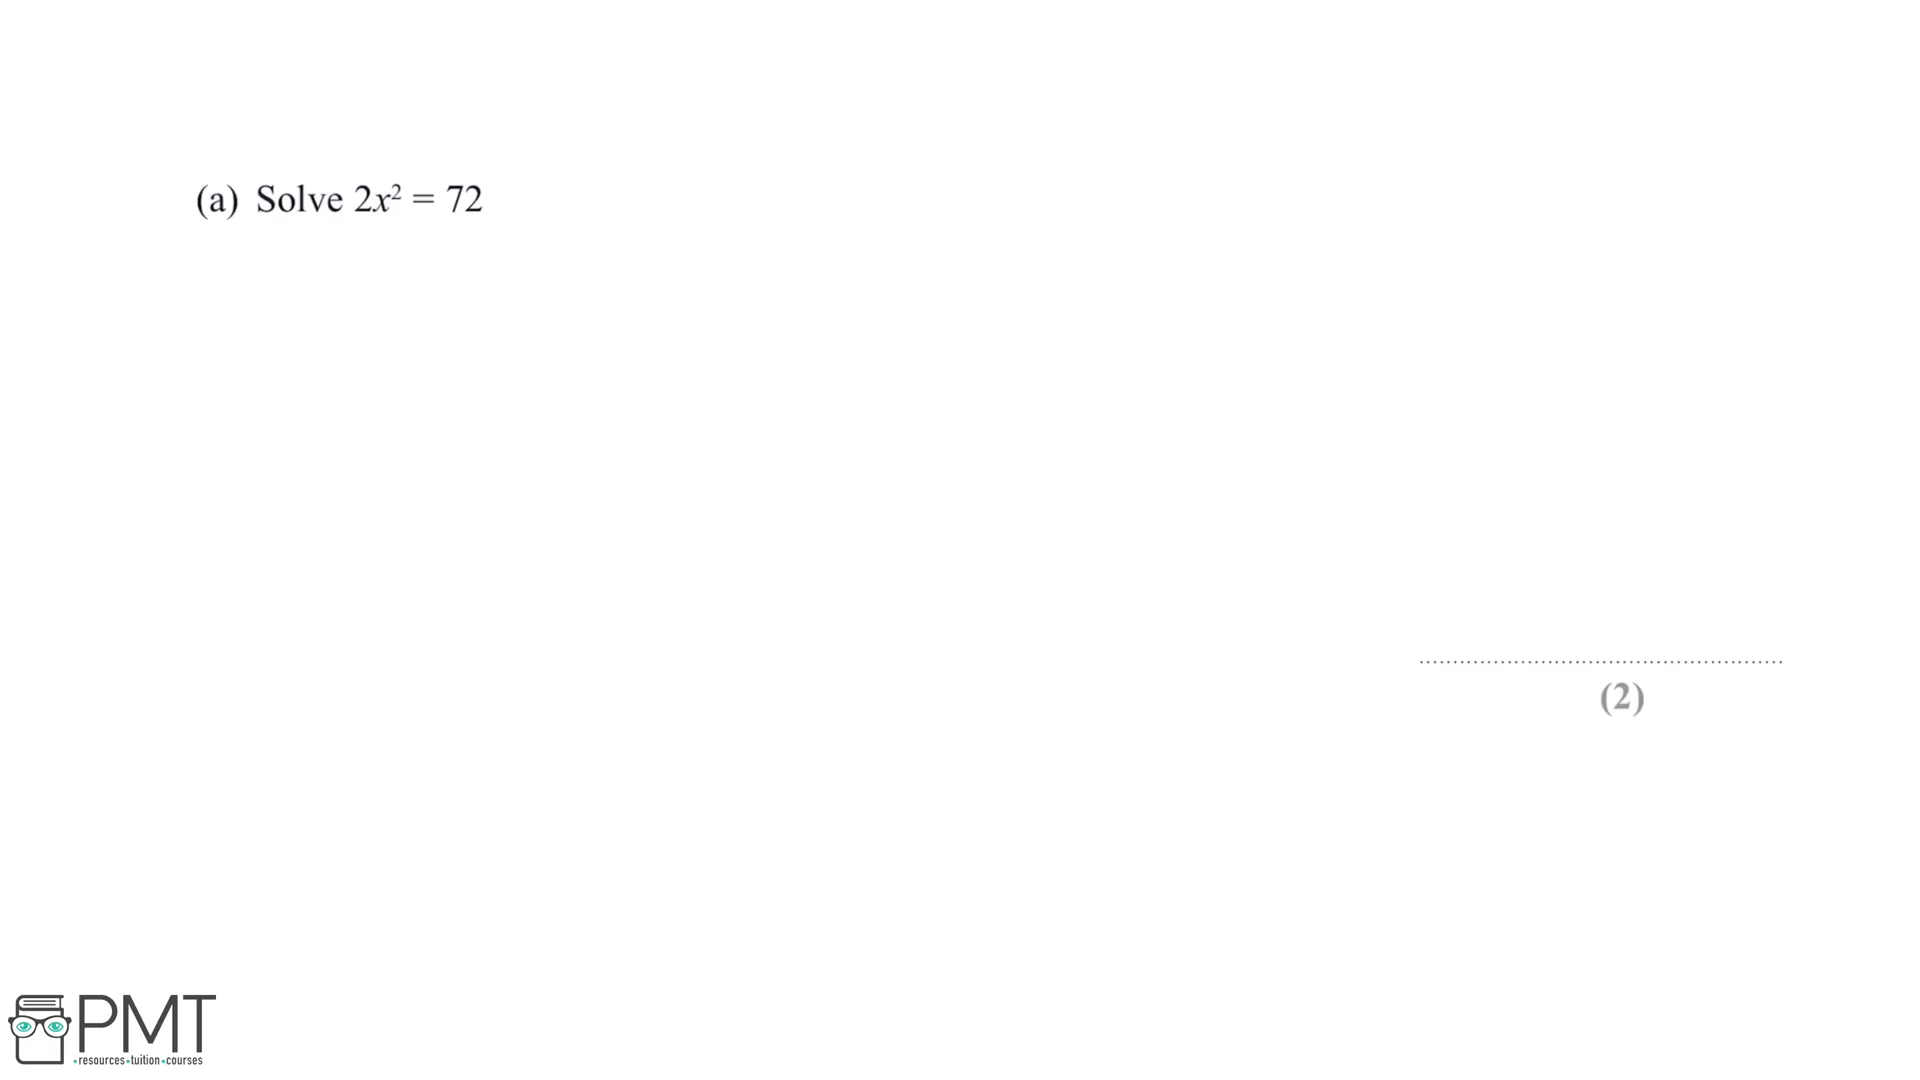 (a) Solve 2x² = 72
........................................................
(2)
PMT
•resources•tuition•courses